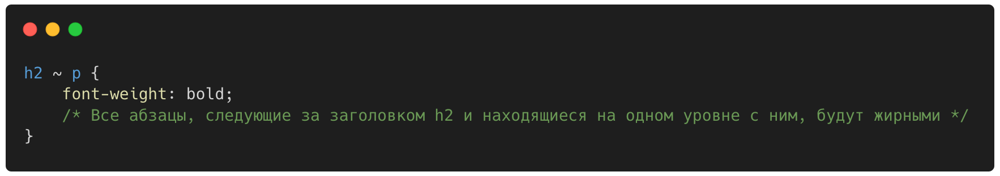 h2 ~ p {
    font-weight: bold;
    /* Все абзацы, следующие за заголовком h2 и находящиеся на одном уровне с ним, будут жирными */
}